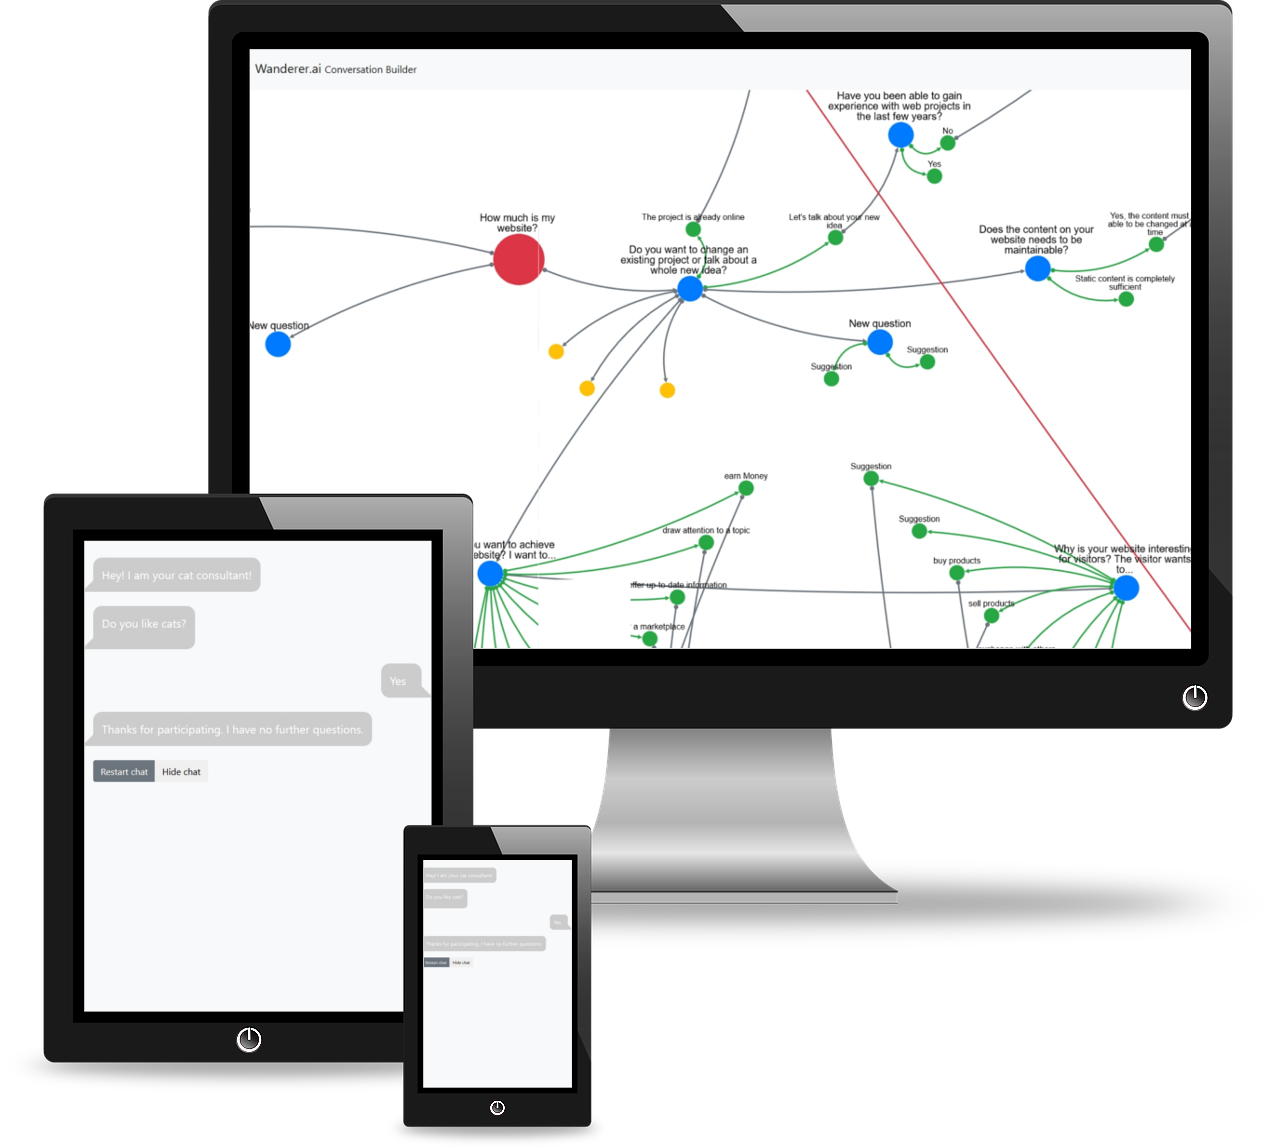 Wanderer.ai Conversation Builder
Have you been able to gain
experience with web projects in
the last few years?
No
Yes
How much is my
website?
The project is already online
Let's talk about your new
idea
Do you want to change an
existing project or talk about a
whole new idea?
Does the content on your
website needs to be
maintainable?
Yes, the content must
able to be changed at
time
Static content is completely
sufficient
New question
New question
Suggestion
Suggestion
earn Money
draw attention to a topic
u want to achieve
ebsite? I want to...
offer up-to-date information
a marketplace
Suggestion
Suggestion
buy products
sell products
Why is your website interesting
for visitors? The visitor wants
to...
Hey! I am your cat consultant!
Do you like cats?
Yes
Thanks for participating. I have no further questions.
Restart chat Hide chat
Hey! I am your cat consultant!
Do you like cats?
Yes
Thanks for participating. I have no further questions.
Restart chat Hide chat